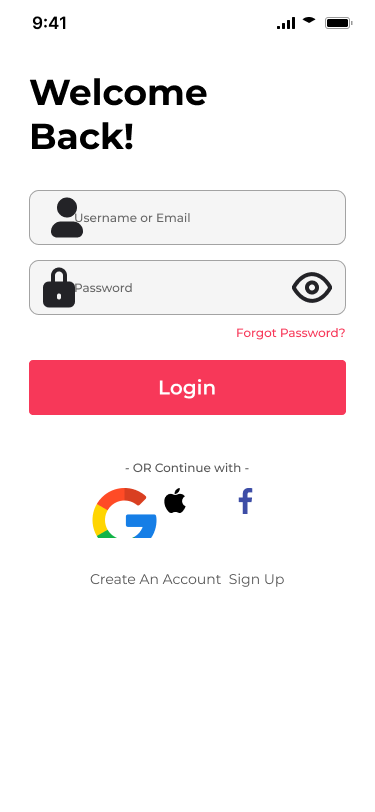 9:41
Welcome
Back!
Username or Email
Password
Forgot Password?
Login
- OR Continue with -
Create An Account  Sign Up